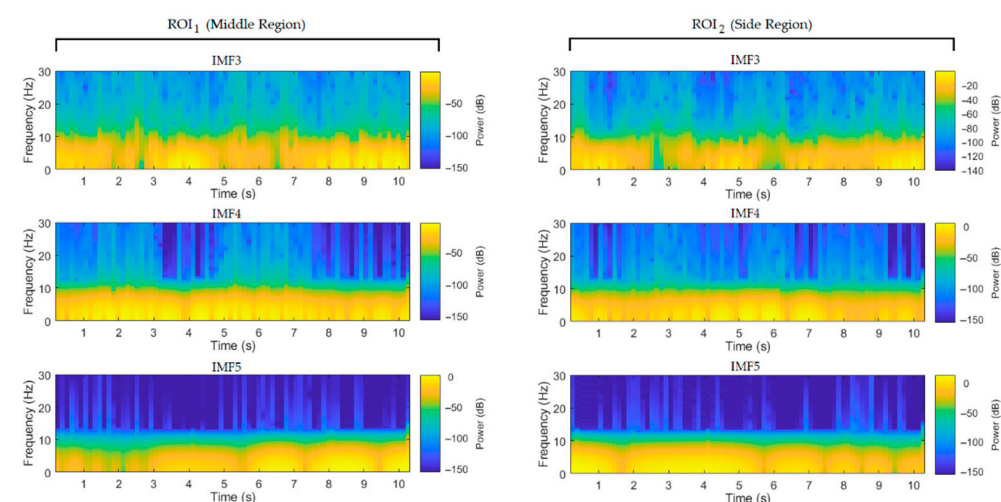 ROI1 (Middle Region)
ROI2 (Side Region)
IMF3
30
20
10
0
Frequency (Hz)
1 2 3 4 5 6 7 8 9 10
Time (s)
−50
−100
−150
Power (dB)
IMF3
30
20
10
0
Frequency (Hz)
1 2 3 4 5 6 7 8 9 10
Time (s)
−20
−40
−60
−80
−100
−120
−140
Power (dB)
IMF4
30
20
10
0
Frequency (Hz)
1 2 3 4 5 6 7 8 9 10
Time (s)
−50
−100
−150
Power (dB)
IMF4
30
20
10
0
Frequency (Hz)
1 2 3 4 5 6 7 8 9 10
Time (s)
0
−50
−100
−150
Power (dB)
IMF5
30
20
10
0
Frequency (Hz)
1 2 3 4 5 6 7 8 9 10
Time (s)
0
−50
−100
−150
Power (dB)
IMF5
30
20
10
0
Frequency (Hz)
1 2 3 4 5 6 7 8 9 10
Time (s)
0
−50
−100
−150
Power (dB)